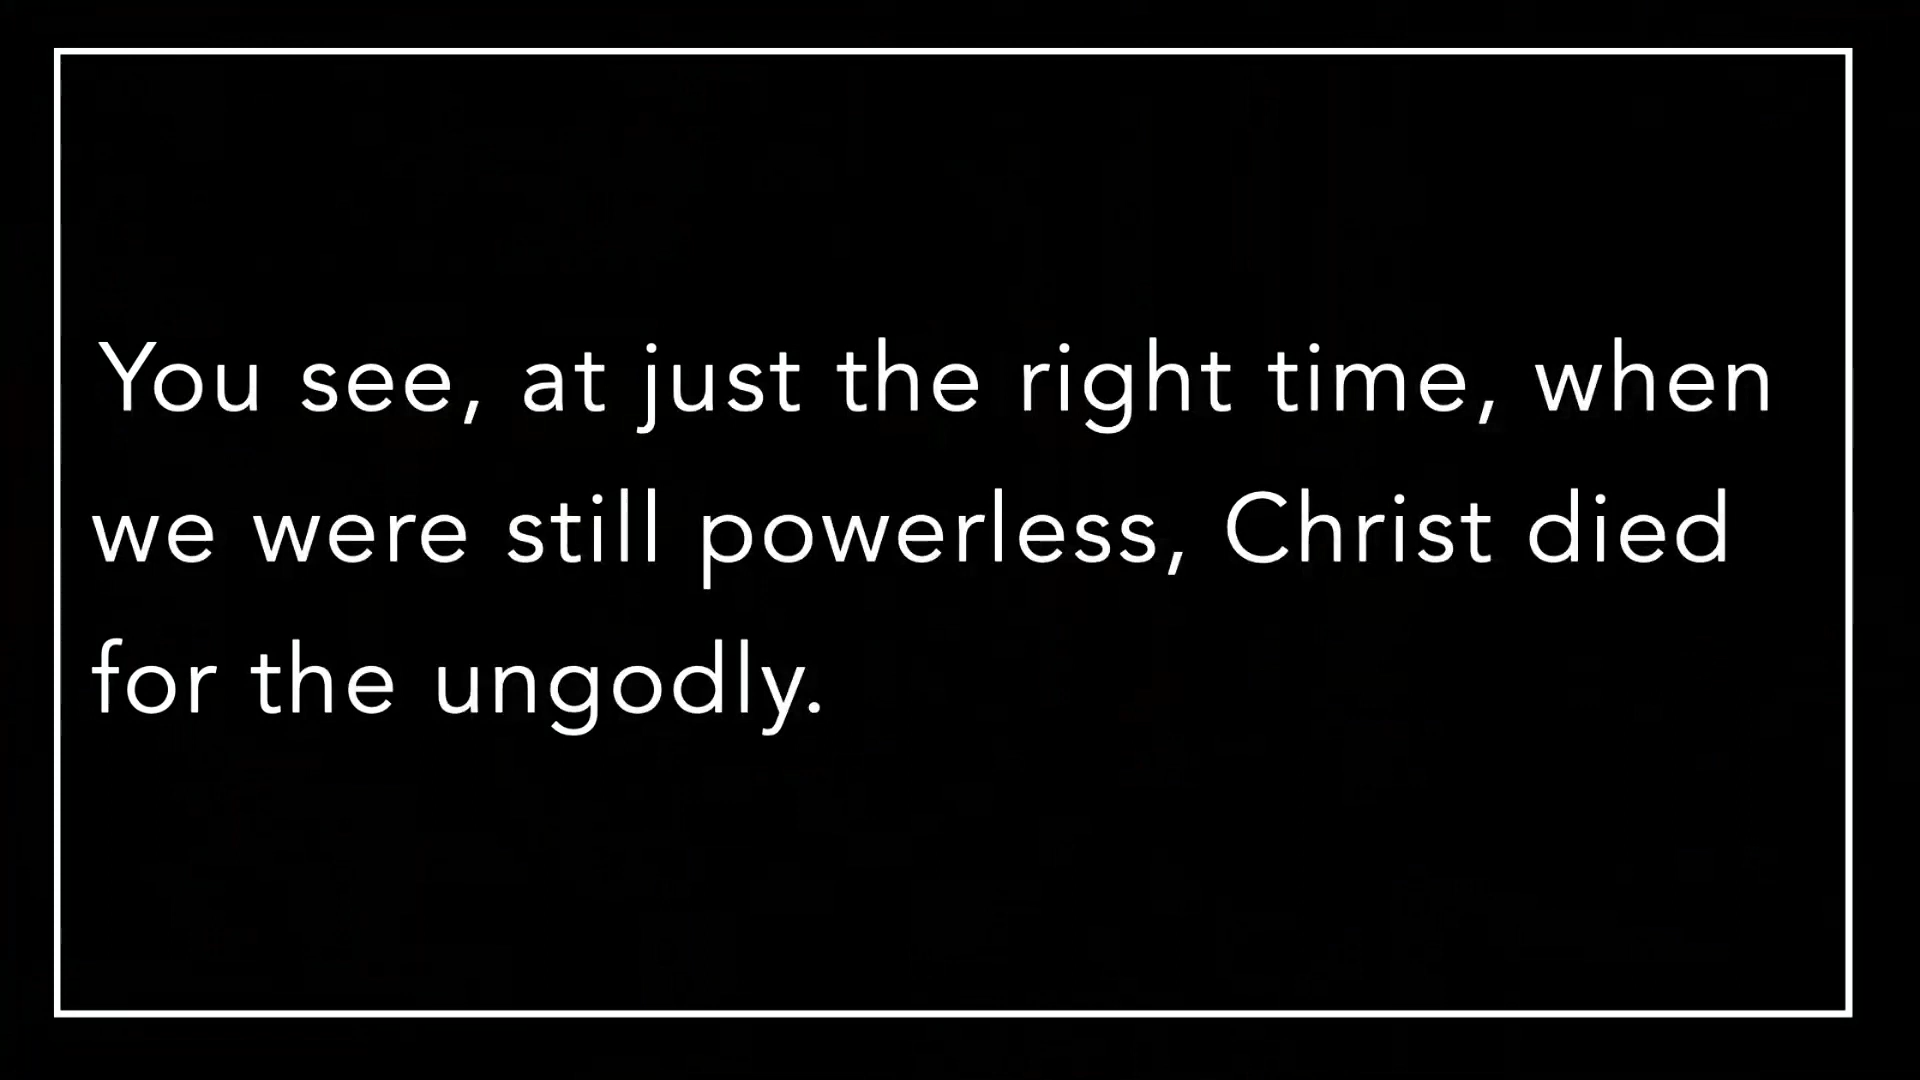 You see, at just the right time, when
we were still powerless, Christ died
for the ungodly.